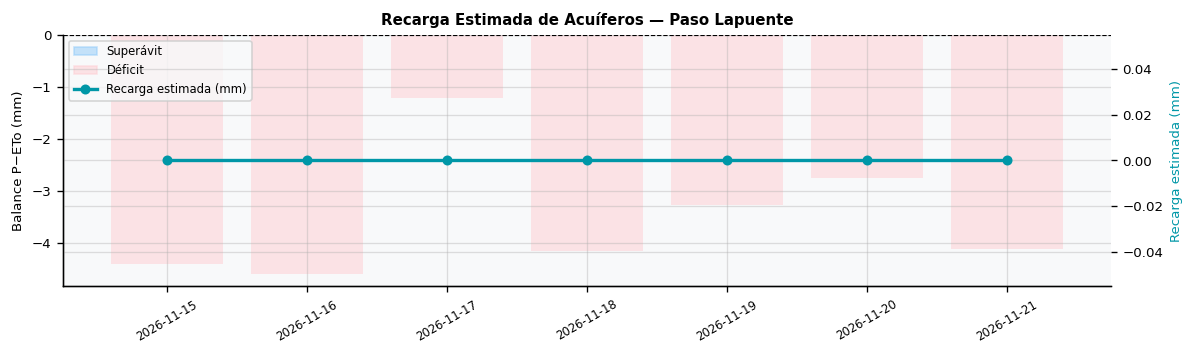 Recarga Estimada de Acuíferos — Paso Lapuente
Superávit
Déficit
Recarga estimada (mm)
Balance P−ETo (mm)
0
−1
−2
−3
−4
0.04
0.02
0.00
−0.02
−0.04
Recarga estimada (mm)
2026-11-15
2026-11-16
2026-11-17
2026-11-18
2026-11-19
2026-11-20
2026-11-21